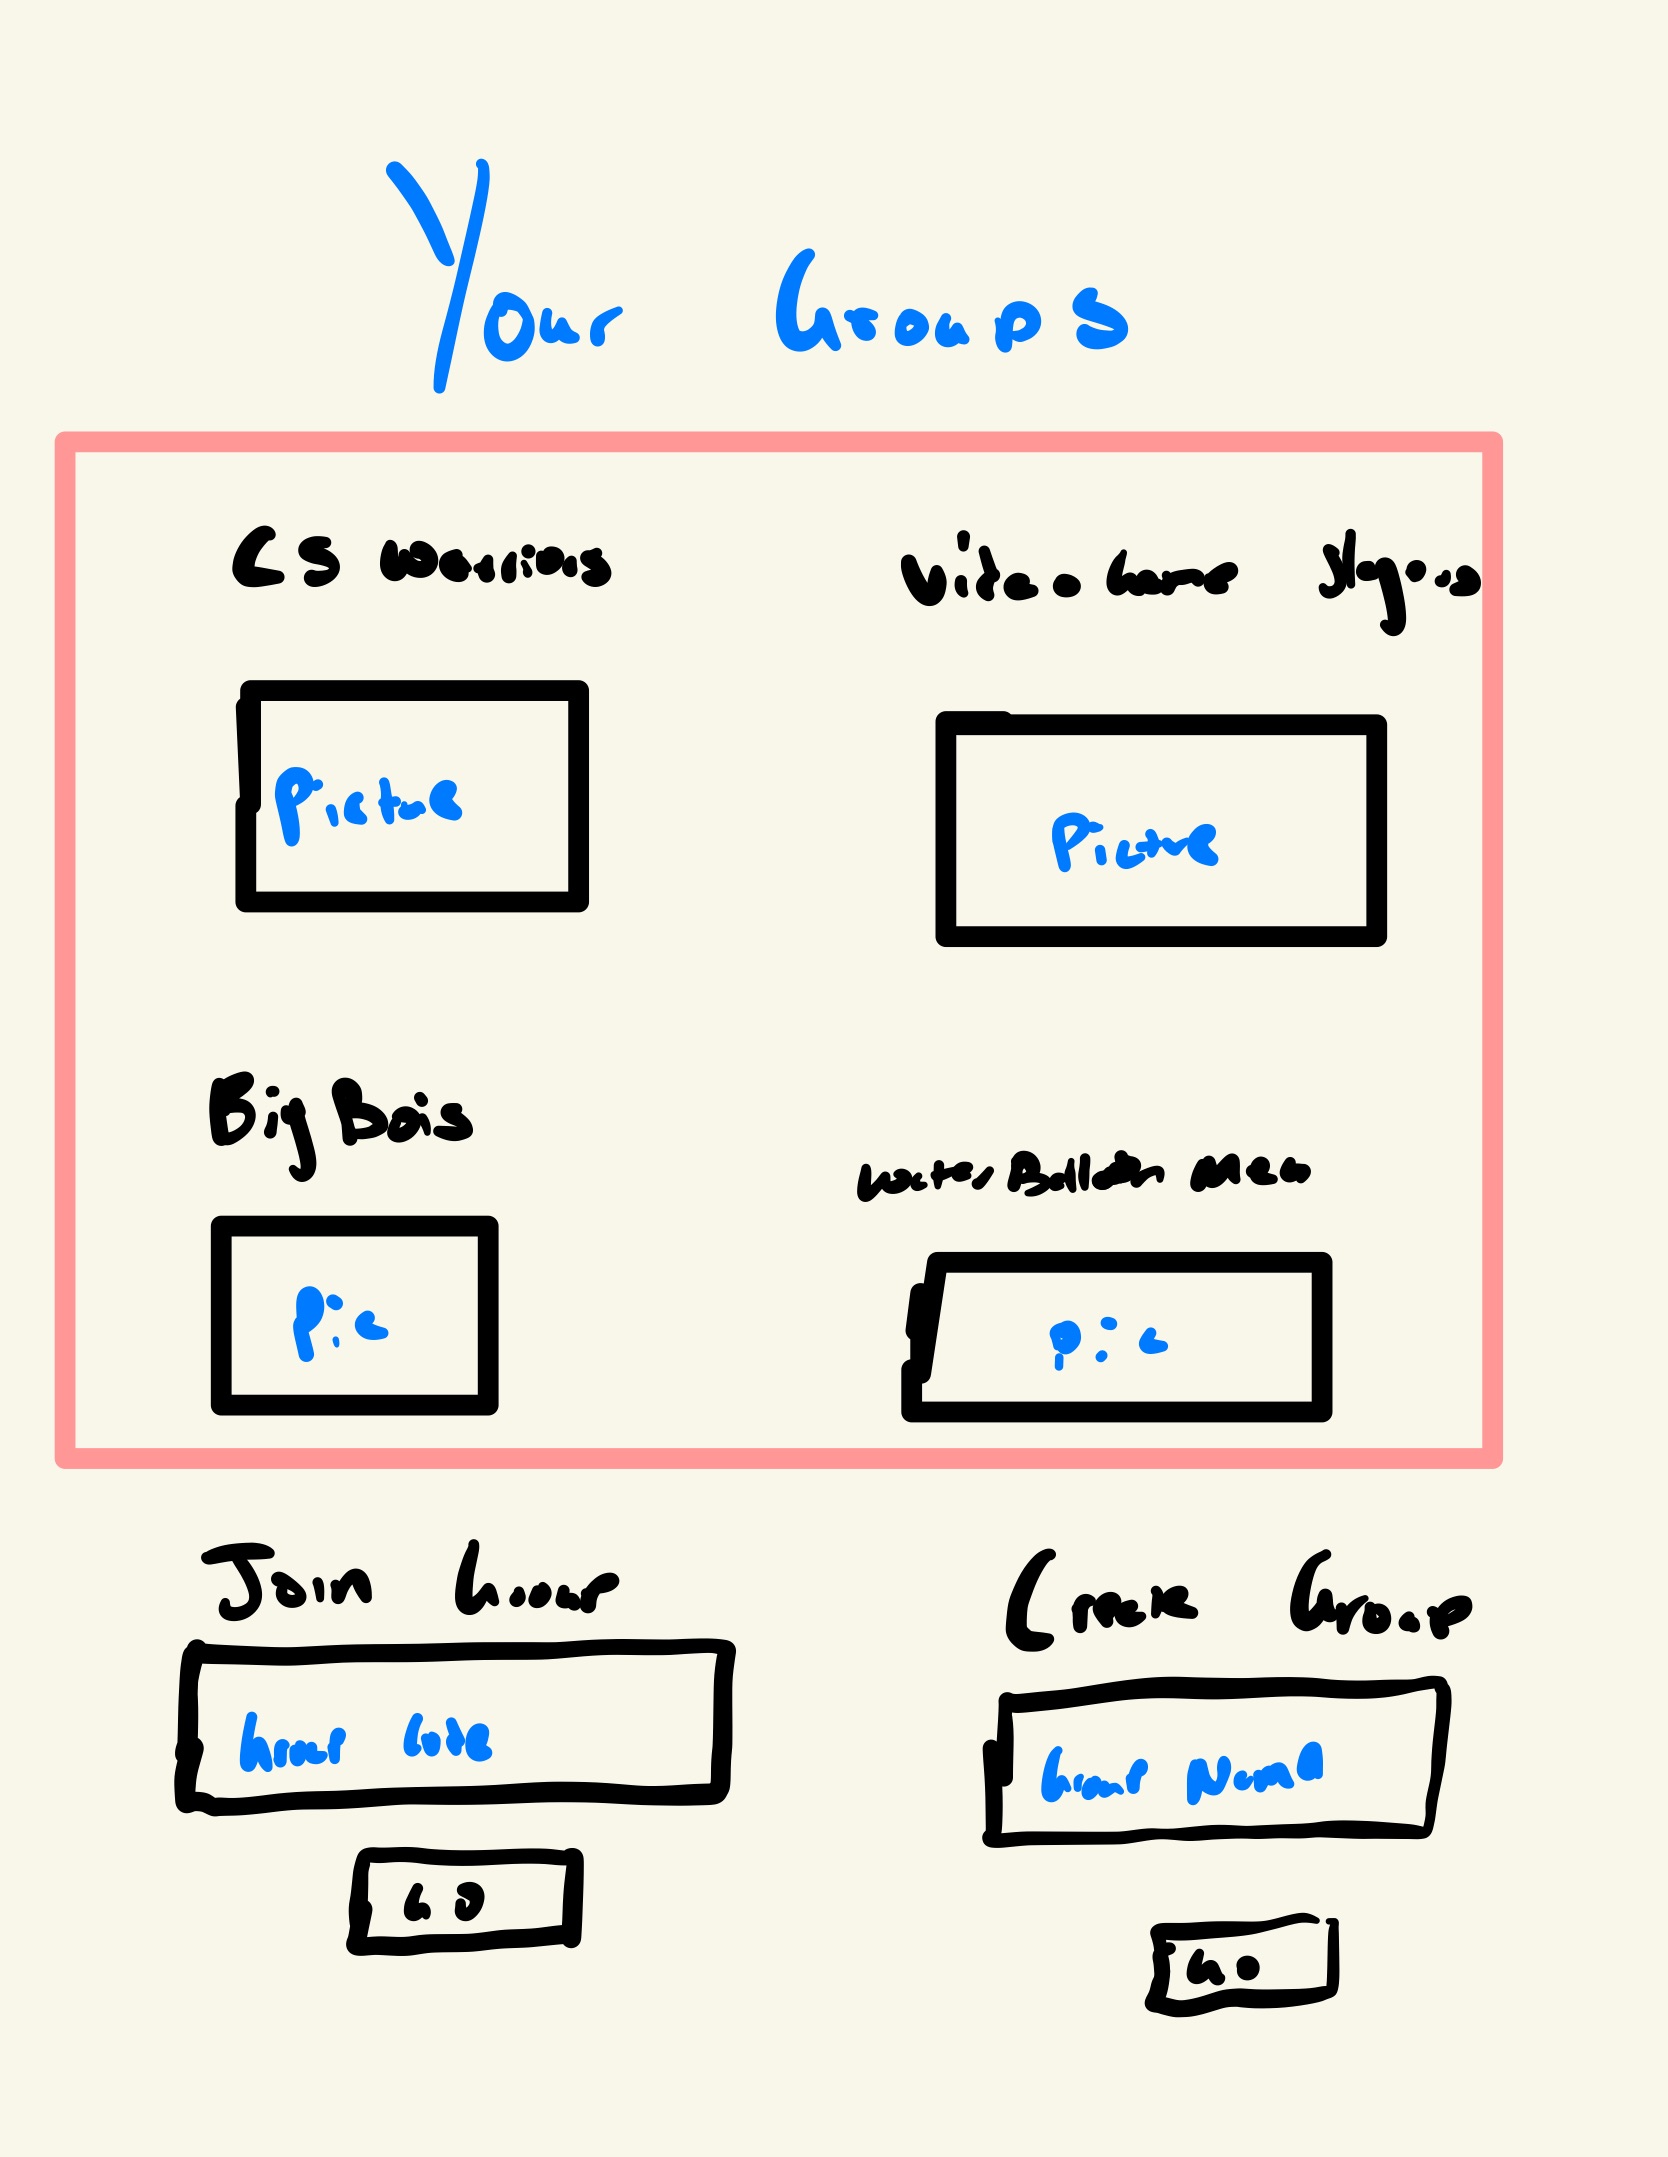 Your Groups
CS Warriors
Video Game Slayers
Picture
Picture
Big Bois
Water Balloon Men
Pic
Pic
Join Group
Create Group
Group Code
Group Name
GO
GO